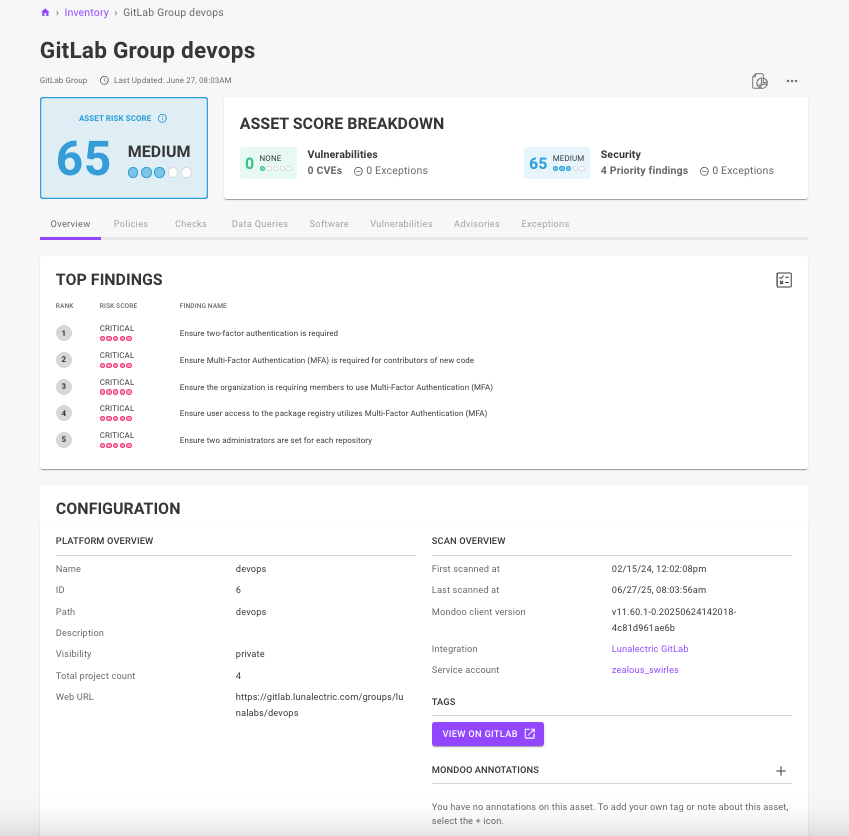 Inventory › GitLab Group devops
GitLab Group devops
GitLab Group Last Updated: June 27, 08:03AM
ASSET RISK SCORE
65 MEDIUM
ASSET SCORE BREAKDOWN
0 NONE
Vulnerabilities
0 CVEs 0 Exceptions
65 MEDIUM
Security
4 Priority findings 0 Exceptions
Overview Policies Checks Data Queries Software Vulnerabilities Advisories Exceptions
TOP FINDINGS
RANK RISK SCORE FINDING NAME
1 CRITICAL Ensure two-factor authentication is required
2 CRITICAL Ensure Multi-Factor Authentication (MFA) is required for contributors of new code
3 CRITICAL Ensure the organization is requiring members to use Multi-Factor Authentication (MFA)
4 CRITICAL Ensure user access to the package registry utilizes Multi-Factor Authentication (MFA)
5 CRITICAL Ensure two administrators are set for each repository
CONFIGURATION
PLATFORM OVERVIEW
Name devops
ID 6
Path devops
Description
Visibility private
Total project count 4
Web URL https://gitlab.lunalectric.com/groups/lu
nalabs/devops
SCAN OVERVIEW
First scanned at 02/15/24, 12:02:08pm
Last scanned at 06/27/25, 08:03:56am
Mondoo client version v11.60.1-0.20250624142018-
4c81d961ae6b
Integration Lunalectric GitLab
Service account zealous_swirles
TAGS
VIEW ON GITLAB
MONDOO ANNOTATIONS
You have no annotations on this asset. To add your own tag or note about this asset,
select the + icon.